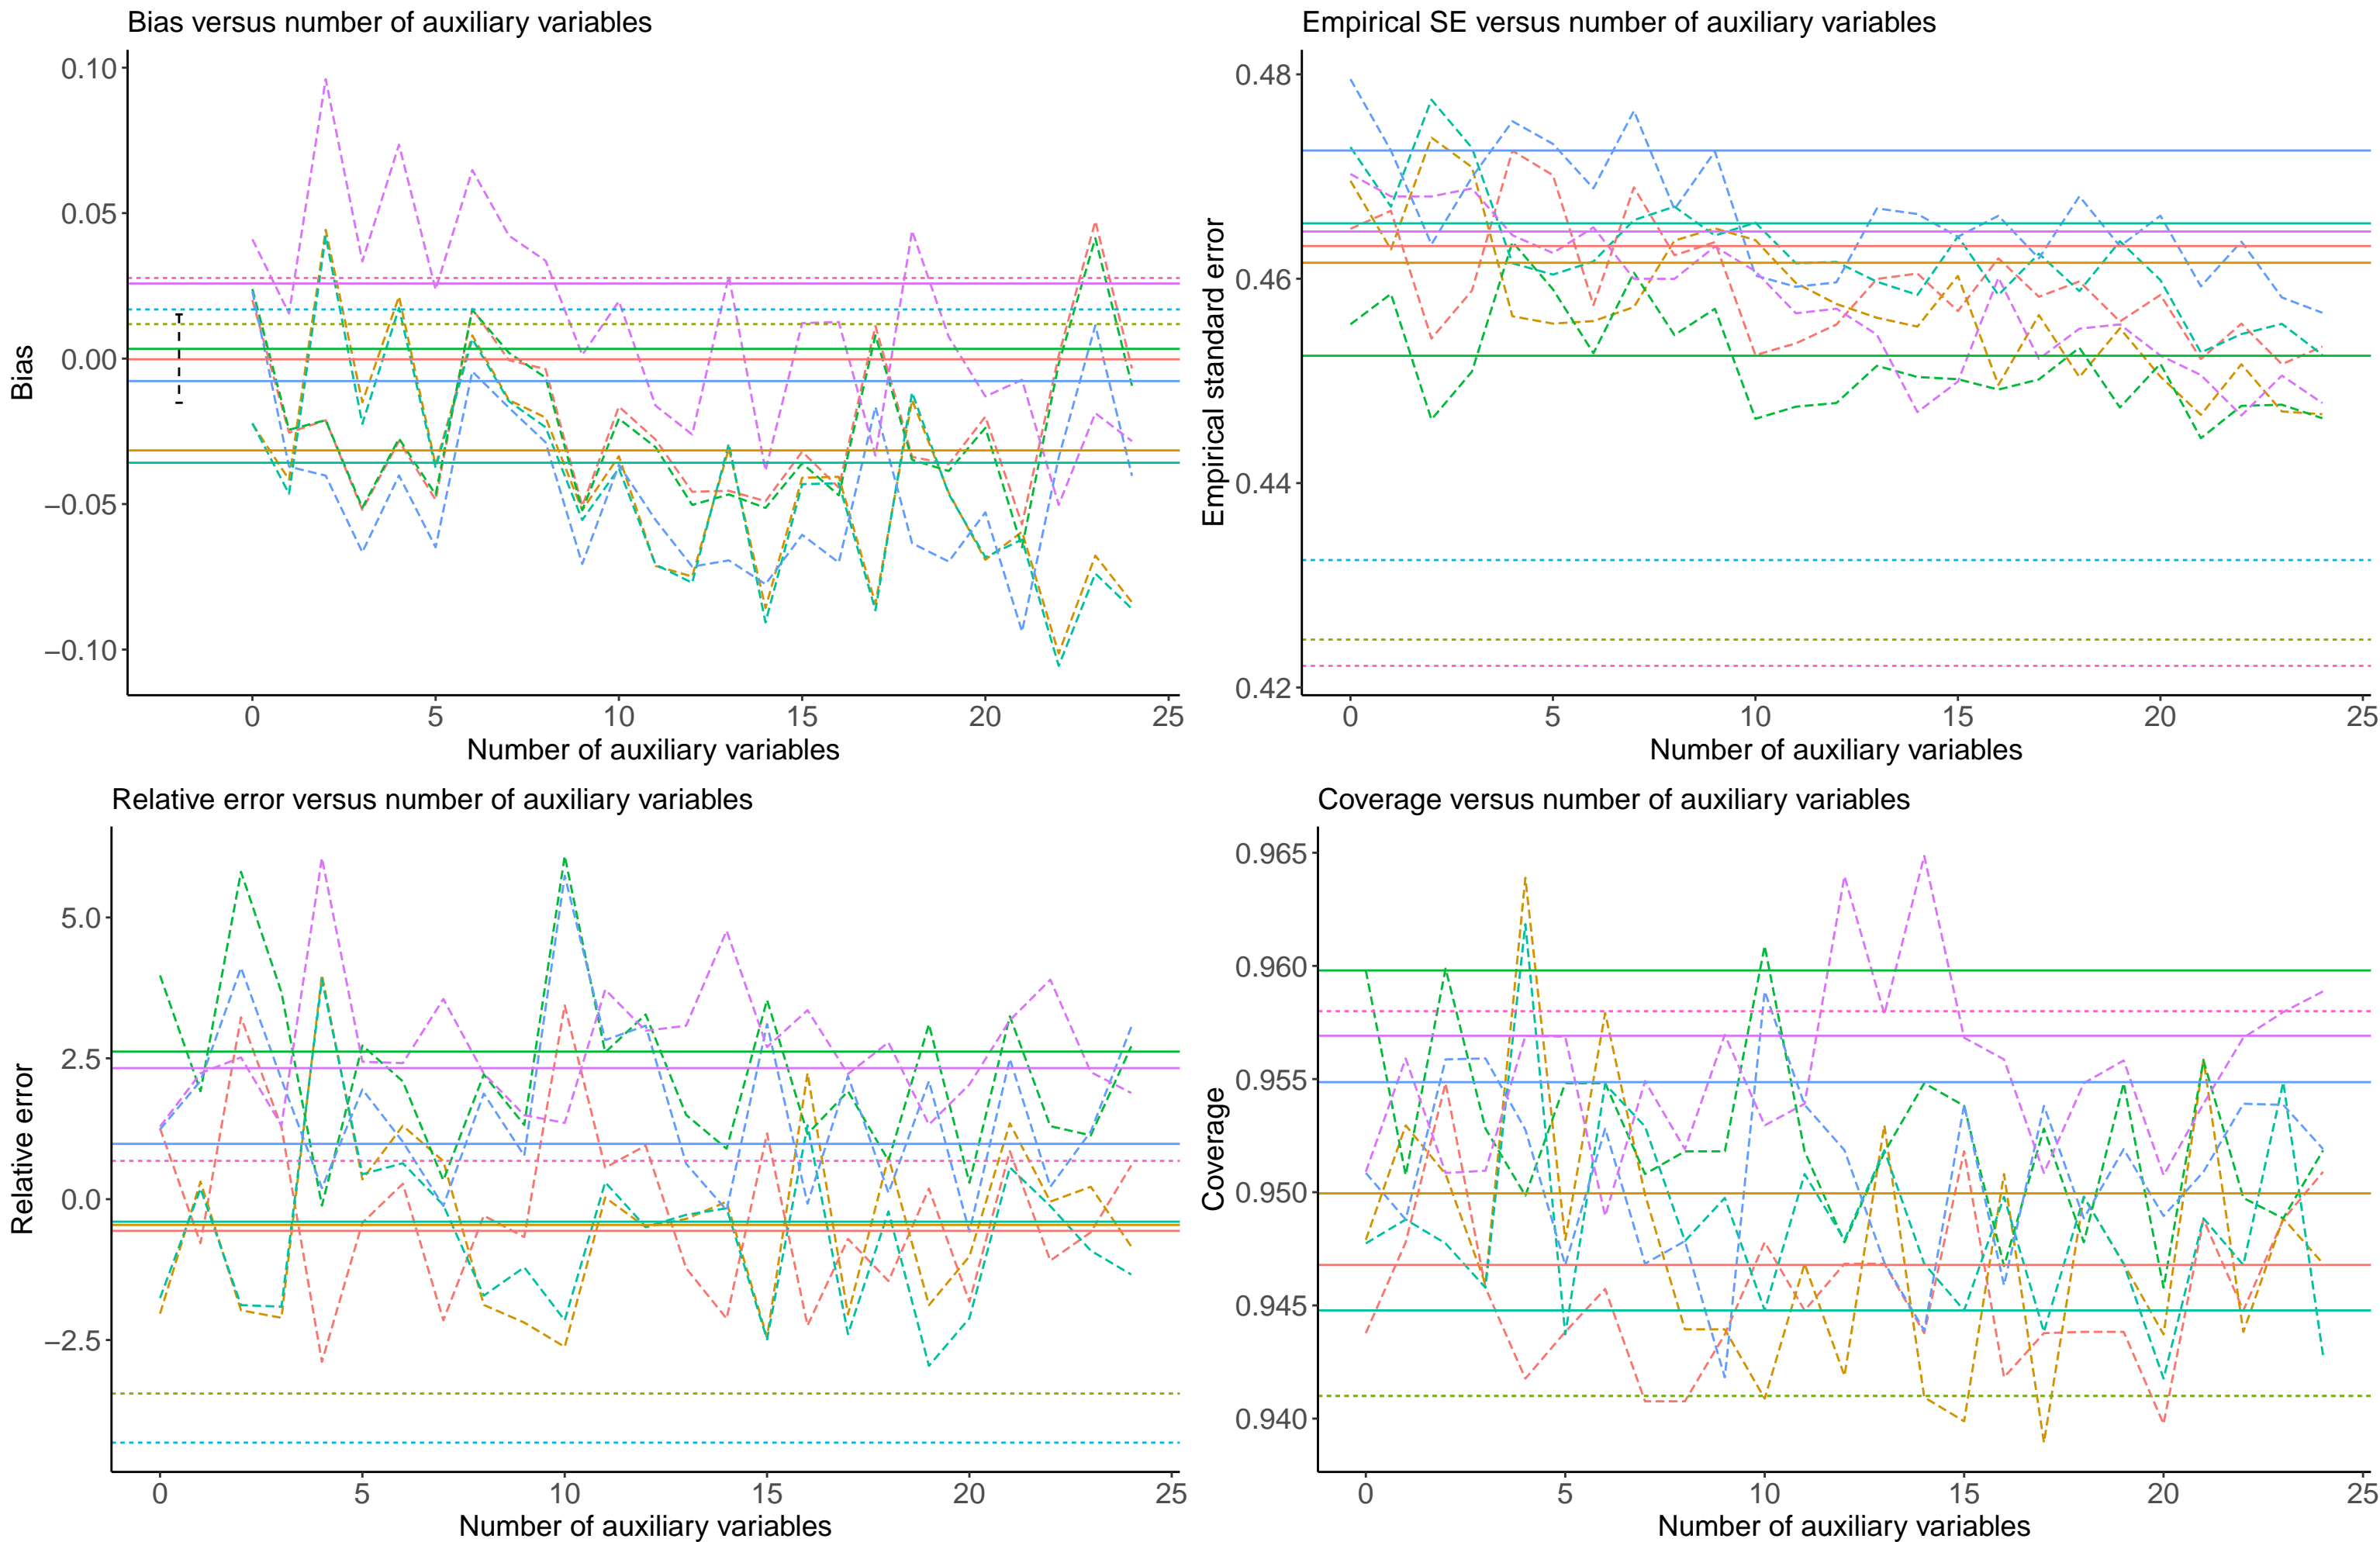 Bias versus number of auxiliary variables
0.10
0.05
0.00
−0.05
−0.10
Bias
0 5 10 15 20 25
Number of auxiliary variables
Empirical SE versus number of auxiliary variables
0.48
0.46
0.44
0.42
Empirical standard error
0 5 10 15 20 25
Number of auxiliary variables
Relative error versus number of auxiliary variables
5.0
2.5
0.0
−2.5
Relative error
0 5 10 15 20 25
Number of auxiliary variables
Coverage versus number of auxiliary variables
0.965
0.960
0.955
0.950
0.945
0.940
Coverage
0 5 10 15 20 25
Number of auxiliary variables